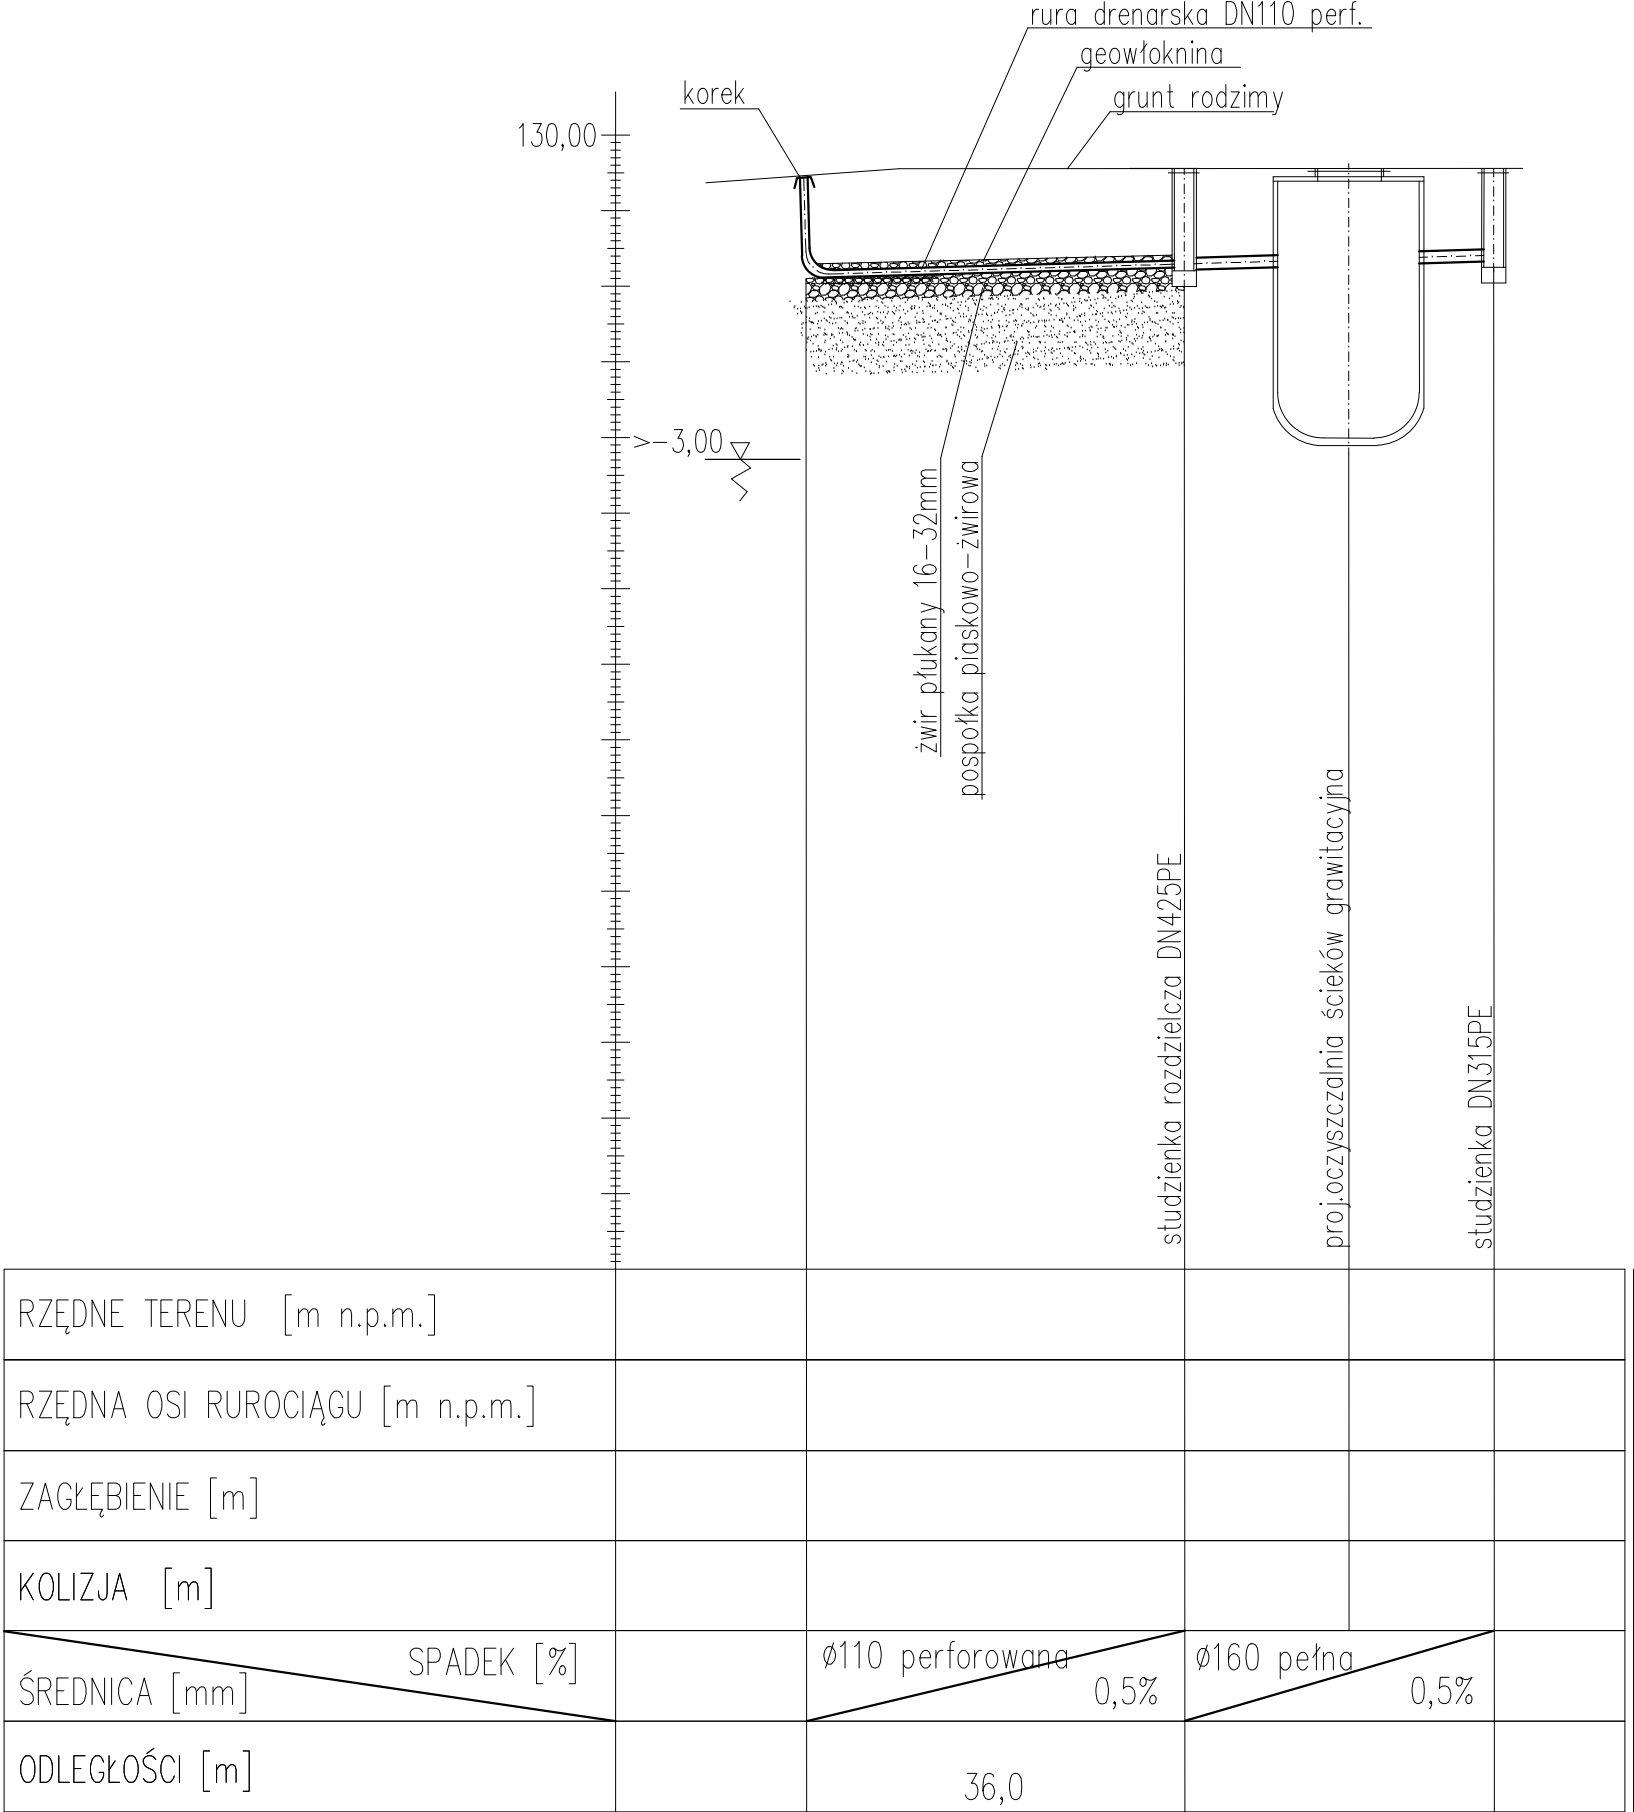 rura drenarska DN110 perf.
geowłoknina
korek
grunt rodzimy
130,00
>-3,00
żwir płukany 16-32mm
pospołka piaskowo-żwirowa
studzienka rozdzielcza DN425PE
proj.oczyszczalnia ścieków grawitacyjna
studzienka DN315PE
RZĘDNE TERENU [m n.p.m.]
RZĘDNA OSI RUROCIĄGU [m n.p.m.]
ZAGŁĘBIENIE [m]
KOLIZJA [m]
SPADEK [%]
ŚREDNICA [mm]
Ø110 perforowana
0,5%
Ø160 pełna
0,5%
ODLEGŁOŚCI [m]
36,0